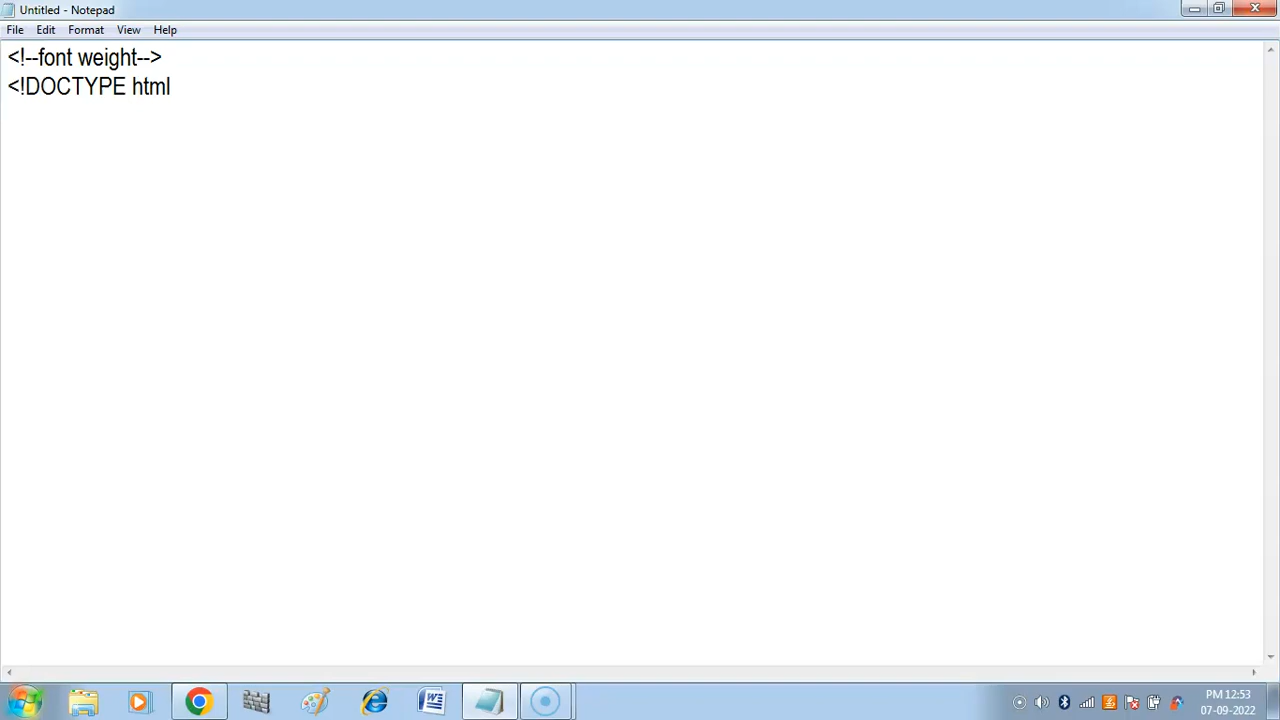 Untitled - Notepad
File Edit Format View Help
<!--font weight-->
<!DOCTYPE html
PM 12:53
07-09-2022